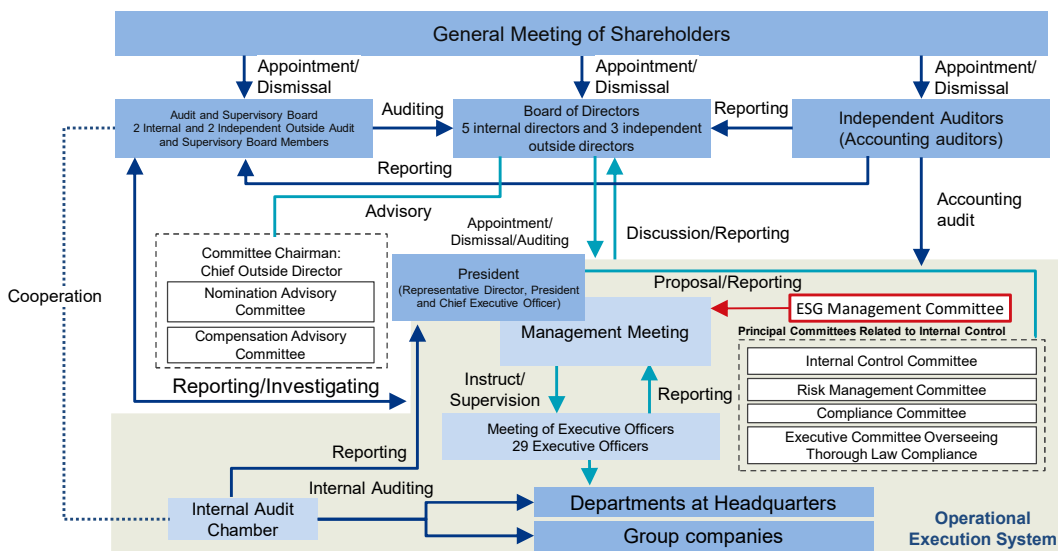 General Meeting of Shareholders
Appointment/
Dismissal
Appointment/
Dismissal
Appointment/
Dismissal
Audit and Supervisory Board
2 Internal and 2 Independent Outside Audit
and Supervisory Board Members
Auditing
Board of Directors
5 internal directors and 3 independent
outside directors
Reporting
Independent Auditors
(Accounting auditors)
Reporting
Advisory
Accounting
audit
Appointment/
Dismissal/Auditing
Discussion/Reporting
Committee Chairman:
Chief Outside Director
Nomination Advisory
Committee
Compensation Advisory
Committee
Cooperation
President
(Representative Director, President
and Chief Executive Officer)
Proposal/Reporting
ESG Management Committee
Management Meeting
Principal Committees Related to Internal Control
Internal Control Committee
Risk Management Committee
Compliance Committee
Executive Committee Overseeing
Thorough Law Compliance
Reporting/Investigating
Instruct/
Supervision
Reporting
Meeting of Executive Officers
29 Executive Officers
Reporting
Internal Auditing
Internal Audit
Chamber
Departments at Headquarters
Group companies
Operational
Execution System